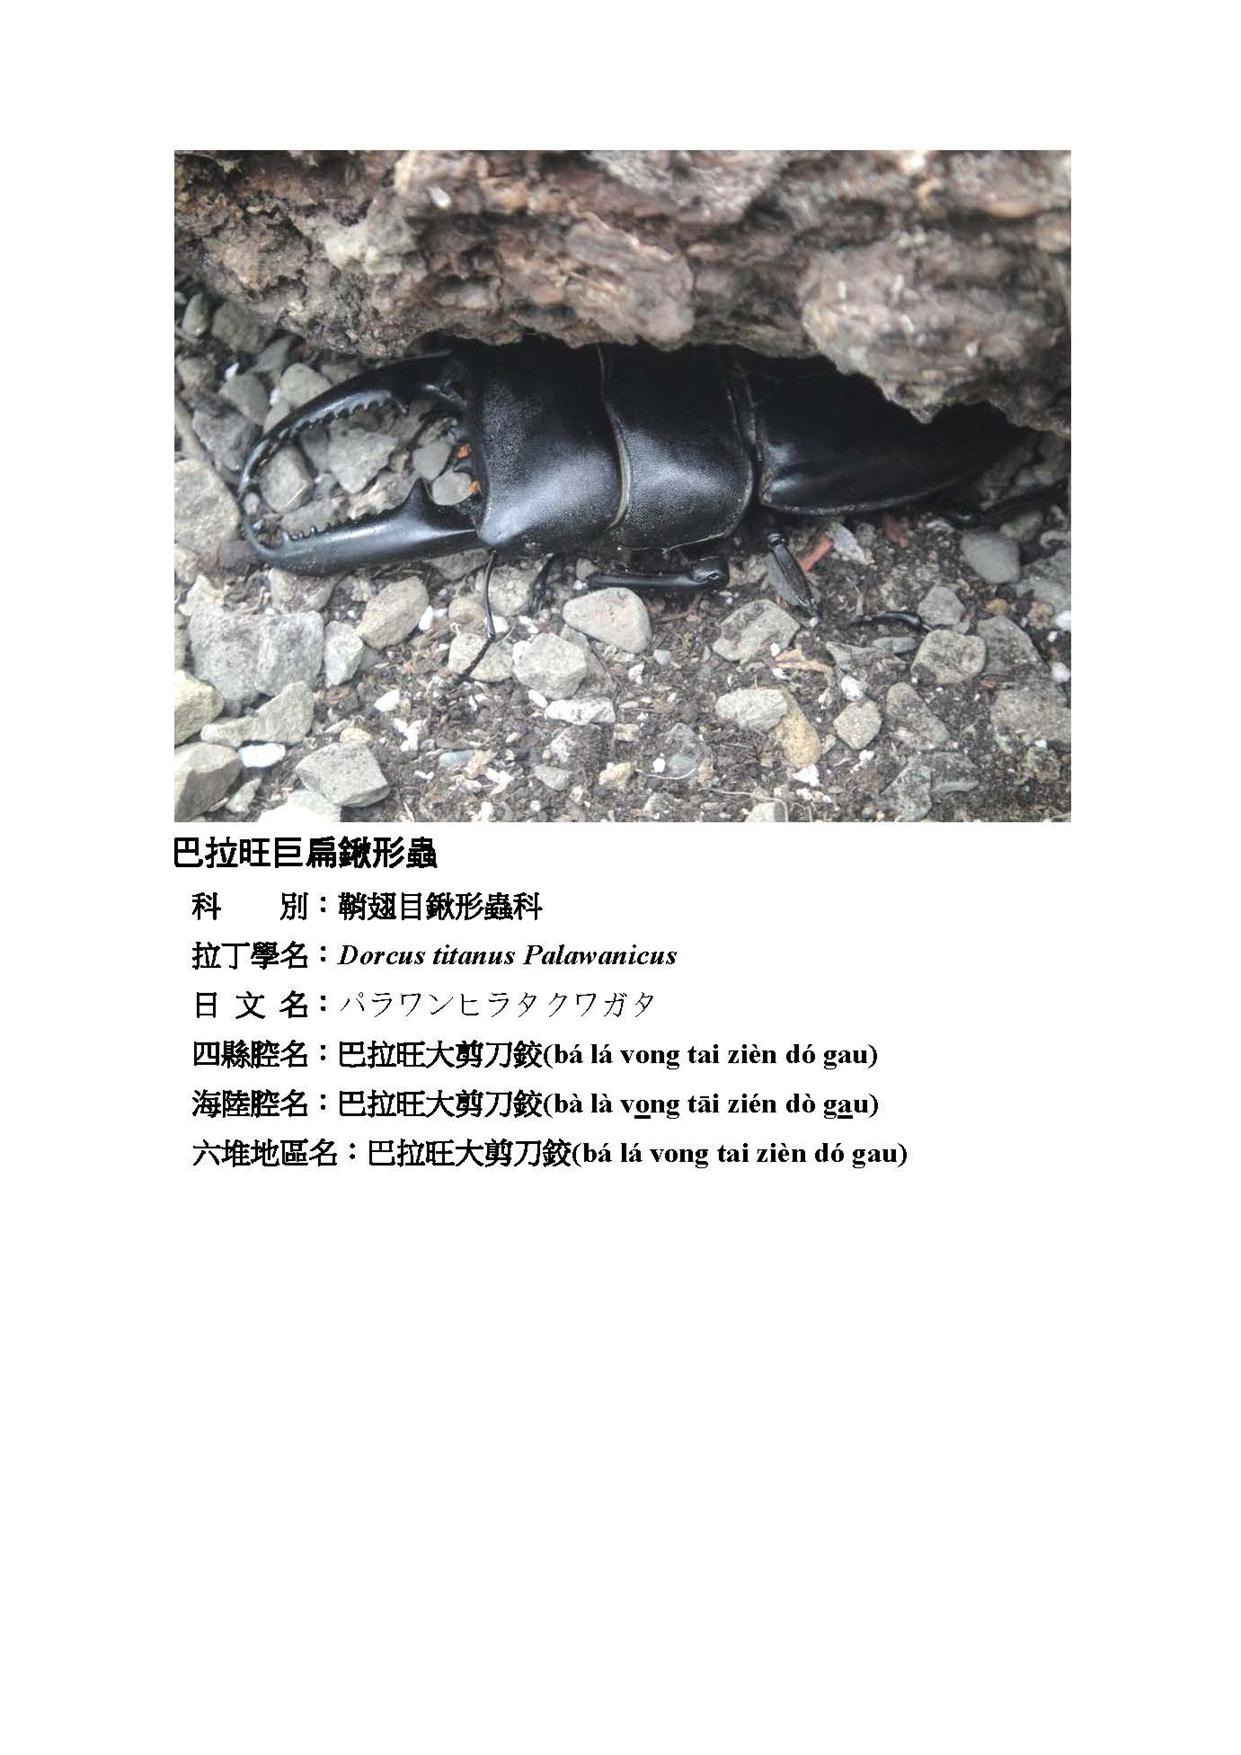 巴拉旺巨扁鍬形蟲
科　　別：鞘翅目鍬形蟲科
拉丁學名：Dorcus titanus Palawanicus
日 文 名：パラワンヒラタクワガタ
四縣腔名：巴拉旺大剪刀鉸(bá lá vong tai zièn dó gau)
海陸腔名：巴拉旺大剪刀鉸(bà là vong tāi zién dò gau)
六堆地區名：巴拉旺大剪刀鉸(bá lá vong tai zièn dó gau)